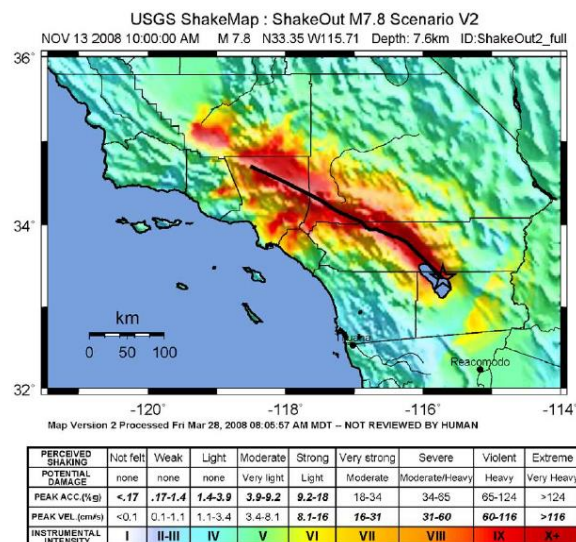 USGS ShakeMap : ShakeOut M7.8 Scenario V2
NOV 13 2008 10:00:00 AM M 7.8 N33.35 W115.71 Depth: 7.6km ID:ShakeOut2_full
36°
35°
34°
km
0 50 100
Reacomodo
32°
-120° -118° -116° -114°
Map Version 2 Processed Fri Mar 28, 2008 08:05:57 AM MDT -- NOT REVIEWED BY HUMAN
PERCEIVED SHAKING Not felt Weak Light Moderate Strong Very strong Severe Violent Extreme
POTENTIAL DAMAGE none none none Very light Light Moderate Moderate/Heavy Heavy Very Heavy
PEAK ACC.(%g) <.17 .17-1.4 1.4-3.9 3.9-9.2 9.2-18 18-34 34-65 65-124 >124
PEAK VEL.(cm/s) <0.1 0.1-1.1 1.1-3.4 3.4-8.1 8.1-16 16-31 31-60 60-116 >116
INSTRUMENTAL INTENSITY I II-III IV V VI VII VIII IX X+